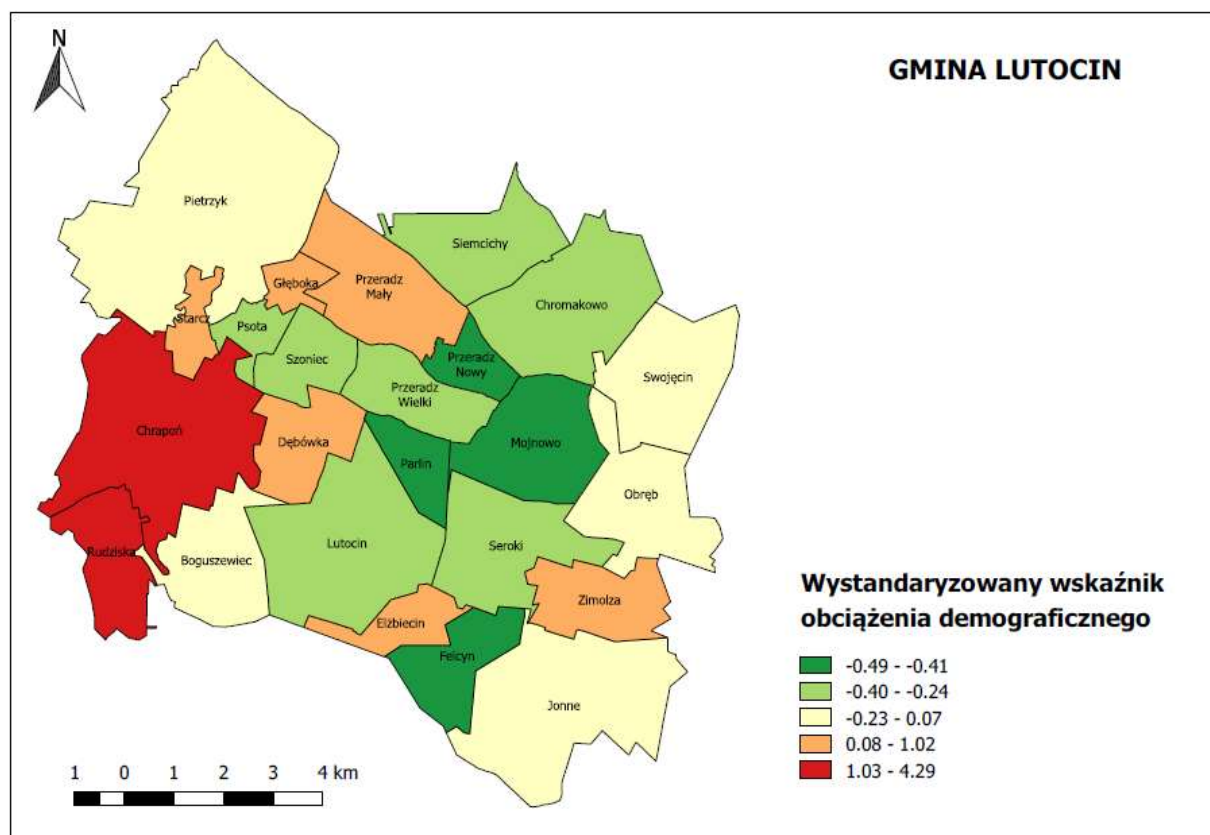 N
GMINA LUTOCIN
Pietrzyk
Siemcichy
Głęboka
Przeradz
Mały
Chromakowo
Starcz
Psota
Szoniec
Przeradz
Nowy
Swojęcin
Przeradz
Wielki
Chrapoń
Dębówka
Mojnowo
Parlin
Obręb
Lutocin
Seroki
Rudziska
Boguszewiec
Zimolza
Elżbiecin
Felcyn
Jonne
Wystandaryzowany wskaźnik
obciążenia demograficznego
-0.49 - -0.41
-0.40 - -0.24
-0.23 - 0.07
0.08 - 1.02
1.03 - 4.29
1 0 1 2 3 4 km